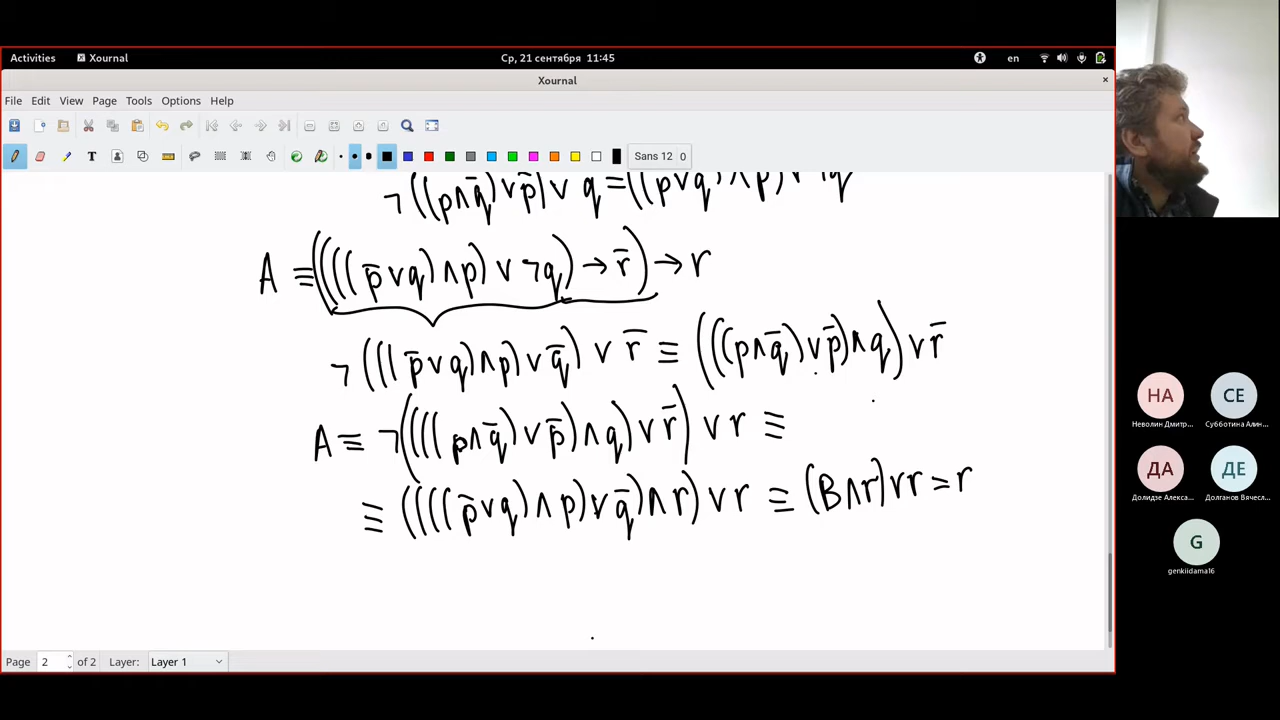 Activities Xournal Ср, 21 сентября 11:45 en
Xournal ×
File Edit View Page Tools Options Help
T Sans 12 0
¬((p∧q̄)∨p̄)∨ q =((p∨q)∧p)∨¬q
A ≡((((p̄∨q)∧p)∨¬q)→r̄)→r
¬(((p̄∨q)∧p)∨q̄)∨r̄ ≡ (((p∧q̄)∨p̄)∧q)∨r̄
A ≡ ¬((((p∧q̄)∨p̄)∧q)∨r̄)∨r ≡
≡ ((((p̄∨q)∧p)∨q̄)∧r)∨r ≡ (B∧r)∨r = r
НА
Неволин Дмитр...
СЕ
Субботина Алин...
ДА
Долидзе Алекса...
ДЕ
Долганов Вячесл...
G
genkiidama16
Page 2 of 2 Layer: Layer 1